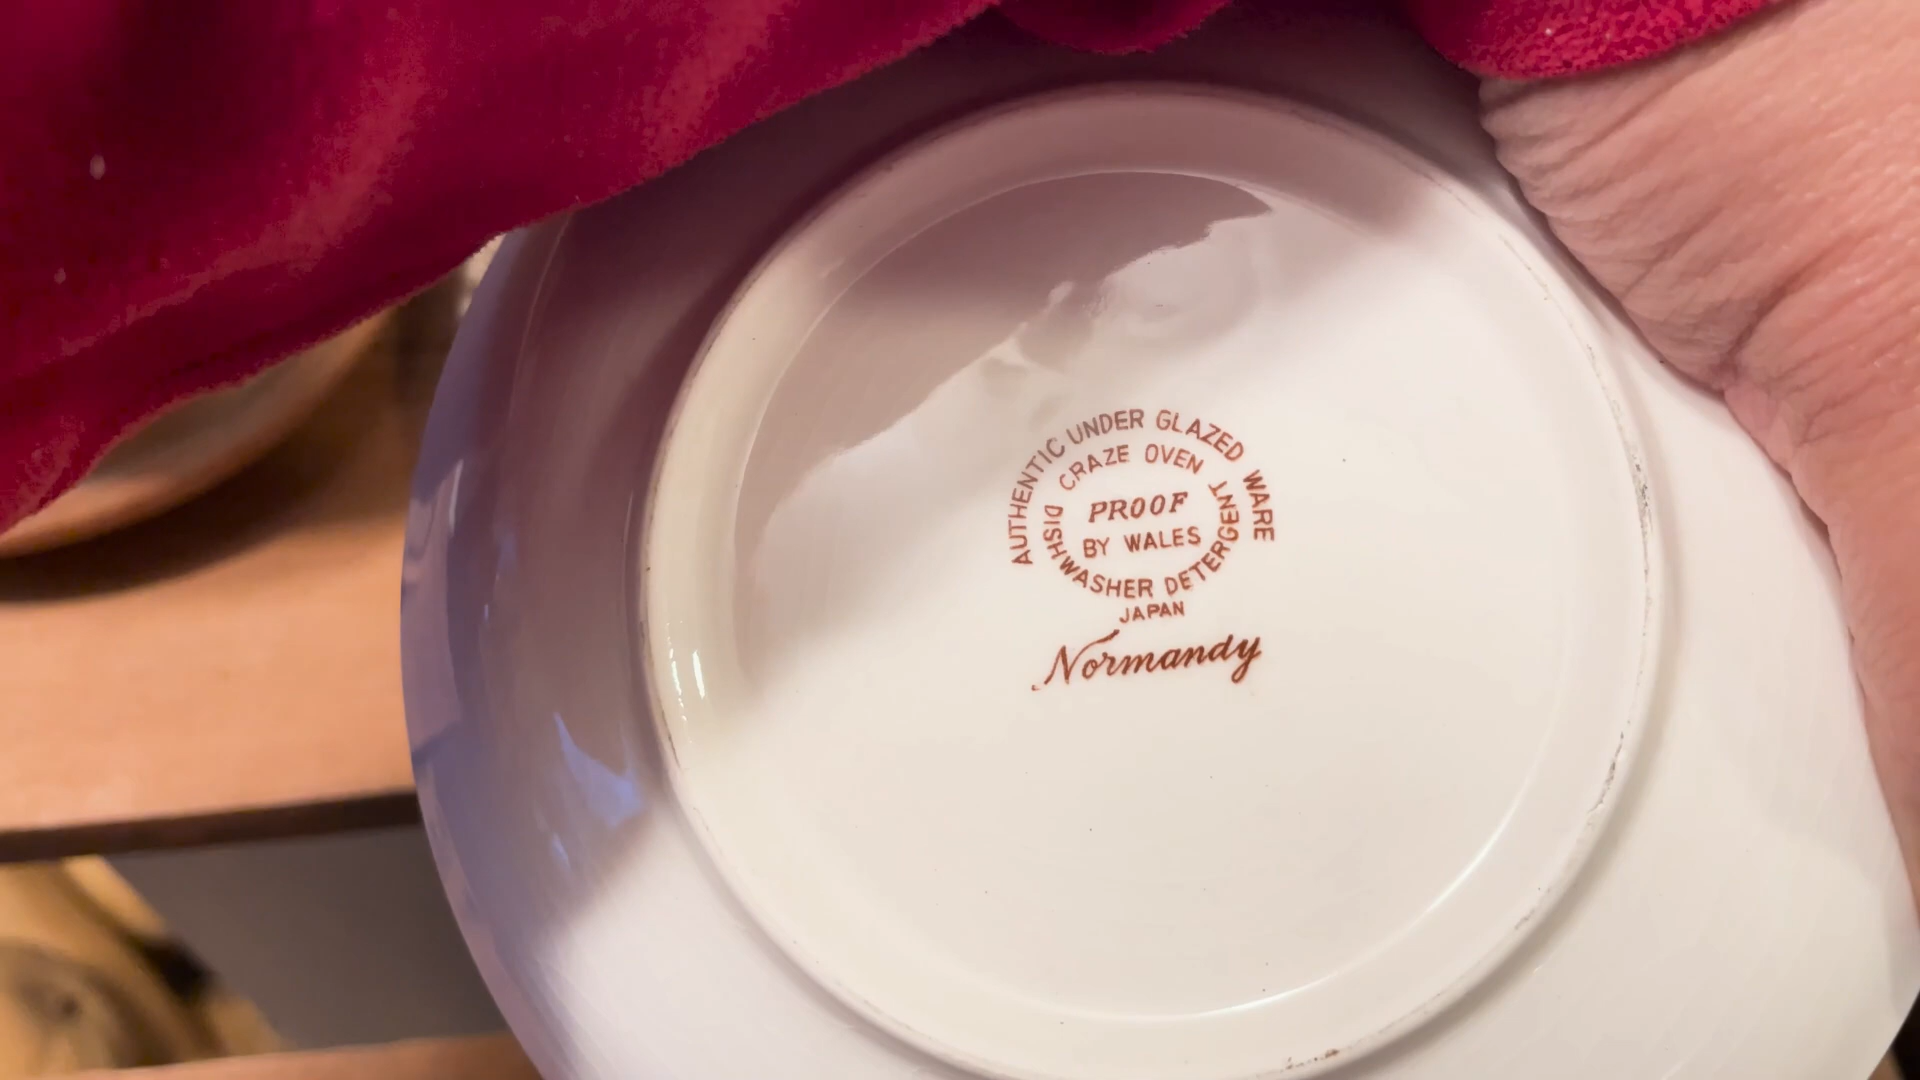 AUTHENTIC UNDER GLAZED WARE
CRAZE OVEN
DISHWASHER DETERGENT
PROOF
BY WALES
JAPAN
Normandy